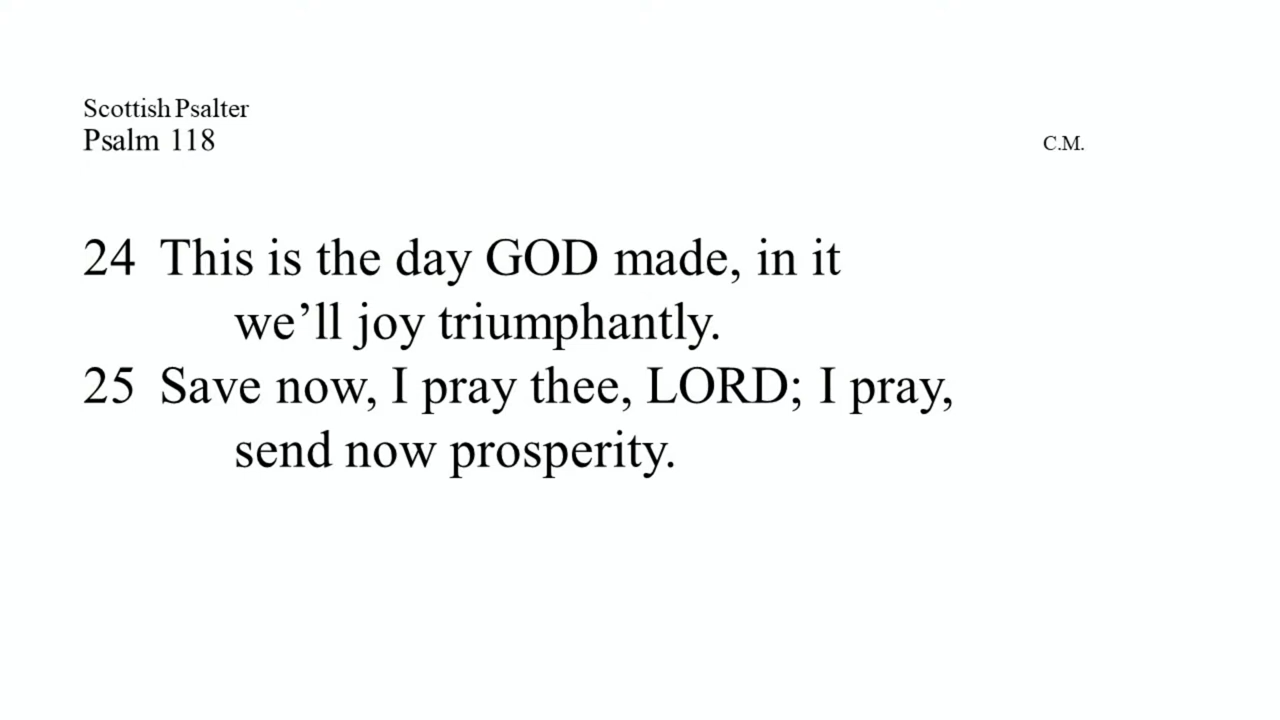 Scottish Psalter
Psalm 118
C.M.
24 This is the day GOD made, in it
we’ll joy triumphantly.
25 Save now, I pray thee, LORD; I pray,
send now prosperity.